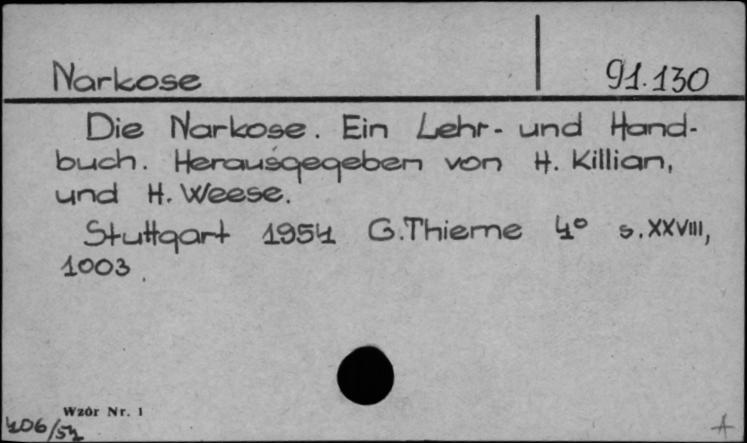 Narkose 91.130
Die Narkose. Ein Lehr- und Hand-
buch. Herausgegeben von H. Killian,
und H. Weese.
Stuttgart 1954 G.Thieme 4° s. XXVIII,
1003.
Wzór Nr. 1
406/54
A